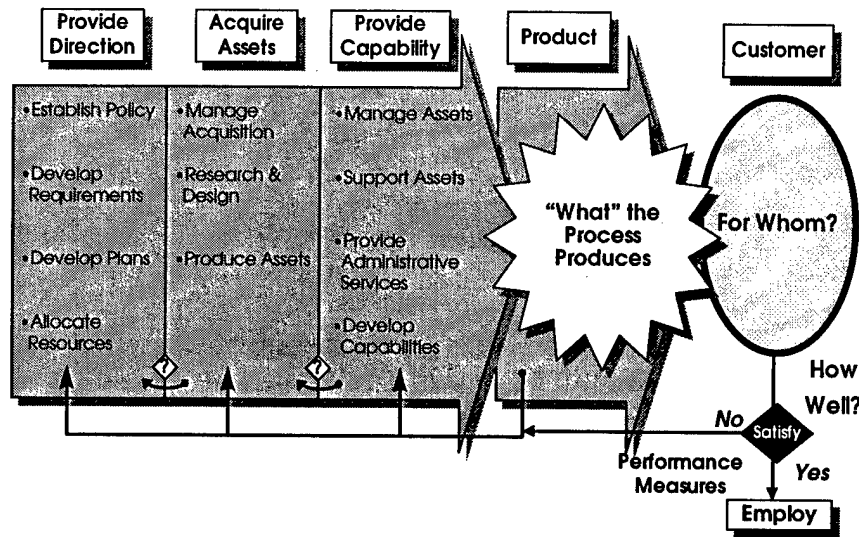 Provide
Direction
Acquire
Assets
Provide
Capability
Product
Customer
•Establish Policy
•Develop
Requirements
•Develop Plans
•Allocate
Resources
?
•Manage
Acquisition
•Research &
Design
•Produce Assets
?
•Manage Assets
•Support Assets
•Provide
Administrative
Services
•Develop
Capabilities
"What" the
Process
Produces
For Whom?
How
Well?
No
Satisfy
Performance
Measures
Yes
Employ